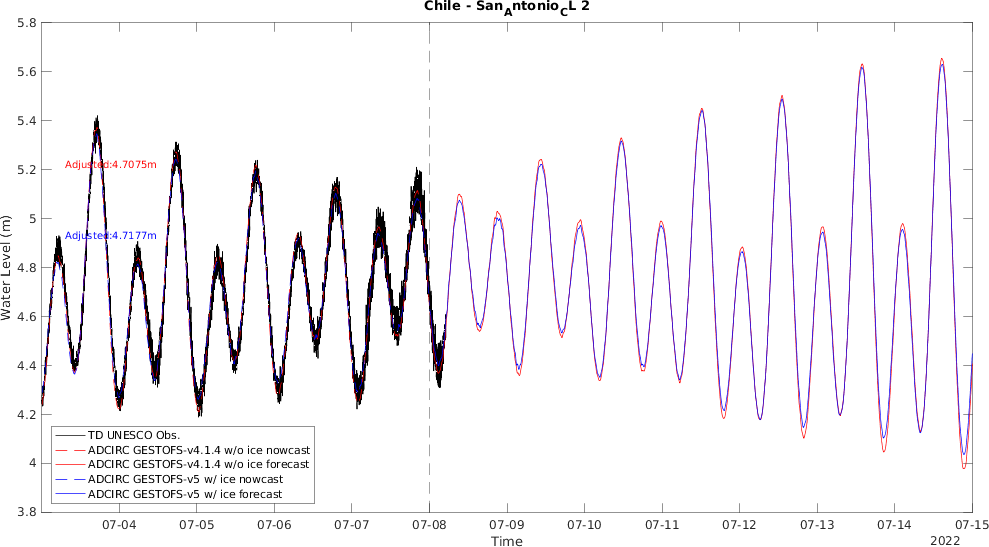 Chile - San_Antonio_CL 2
Water Level (m)
5.8
5.6
5.4
5.2
5
4.8
4.6
4.4
4.2
4
3.8
Adjusted:4.7075m
Adjusted:4.7177m
TD UNESCO Obs.
ADCIRC GESTOFS-v4.1.4 w/o ice nowcast
ADCIRC GESTOFS-v4.1.4 w/o ice forecast
ADCIRC GESTOFS-v5 w/ ice nowcast
ADCIRC GESTOFS-v5 w/ ice forecast
07-04 07-05 07-06 07-07 07-08 07-09 07-10 07-11 07-12 07-13 07-14 07-15
Time
2022